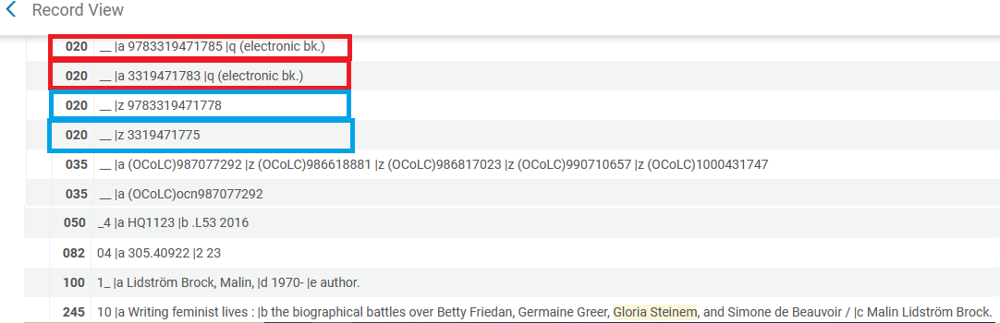 Record View
020 __ |a 9783319471785 |q (electronic bk.)
020 __ |a 3319471783 |q (electronic bk.)
020 __ |z 9783319471778
020 __ |z 3319471775
035 __ |a (OCoLC)987077292 |z (OCoLC)986618881 |z (OCoLC)986817023 |z (OCoLC)990710657 |z (OCoLC)1000431747
035 __ |a (OCoLC)ocn987077292
050 _4 |a HQ1123 |b .L53 2016
082 04 |a 305.40922 |2 23
100 1_ |a Lidström Brock, Malin, |d 1970- |e author.
245 10 |a Writing feminist lives : |b the biographical battles over Betty Friedan, Germaine Greer, Gloria Steinem, and Simone de Beauvoir / |c Malin Lidström Brock.